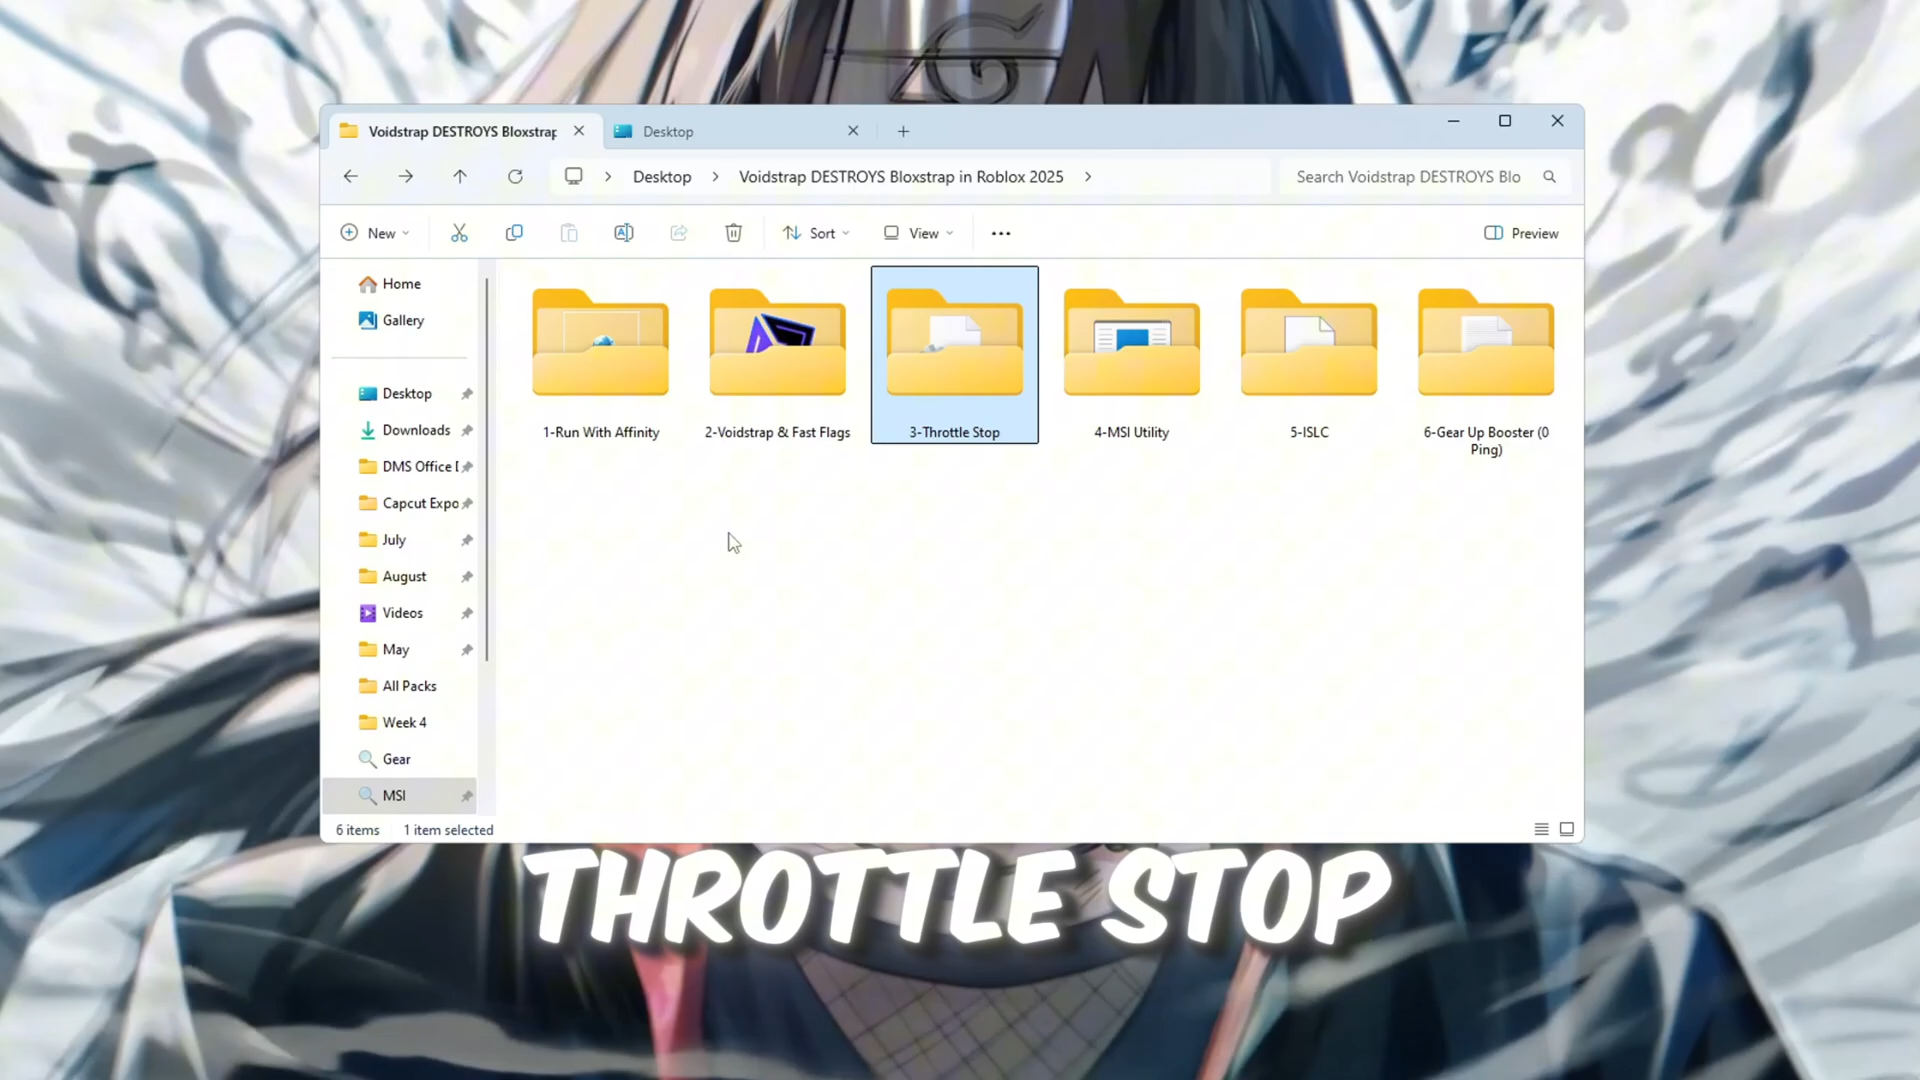 Voidstrap DESTROYS Bloxstrap
Desktop
Desktop
Voidstrap DESTROYS Bloxstrap in Roblox 2025
Search Voidstrap DESTROYS Blo
New
Sort
View
Preview
Home
Gallery
Desktop
Downloads
DMS Office [
Capcut Expo
July
August
Videos
May
All Packs
Week 4
Gear
MSI
1-Run With Affinity
2-Voidstrap & Fast Flags
3-Throttle Stop
4-MSI Utility
5-ISLC
6-Gear Up Booster (0
Ping)
6 items
1 item selected
THROTTLE STOP